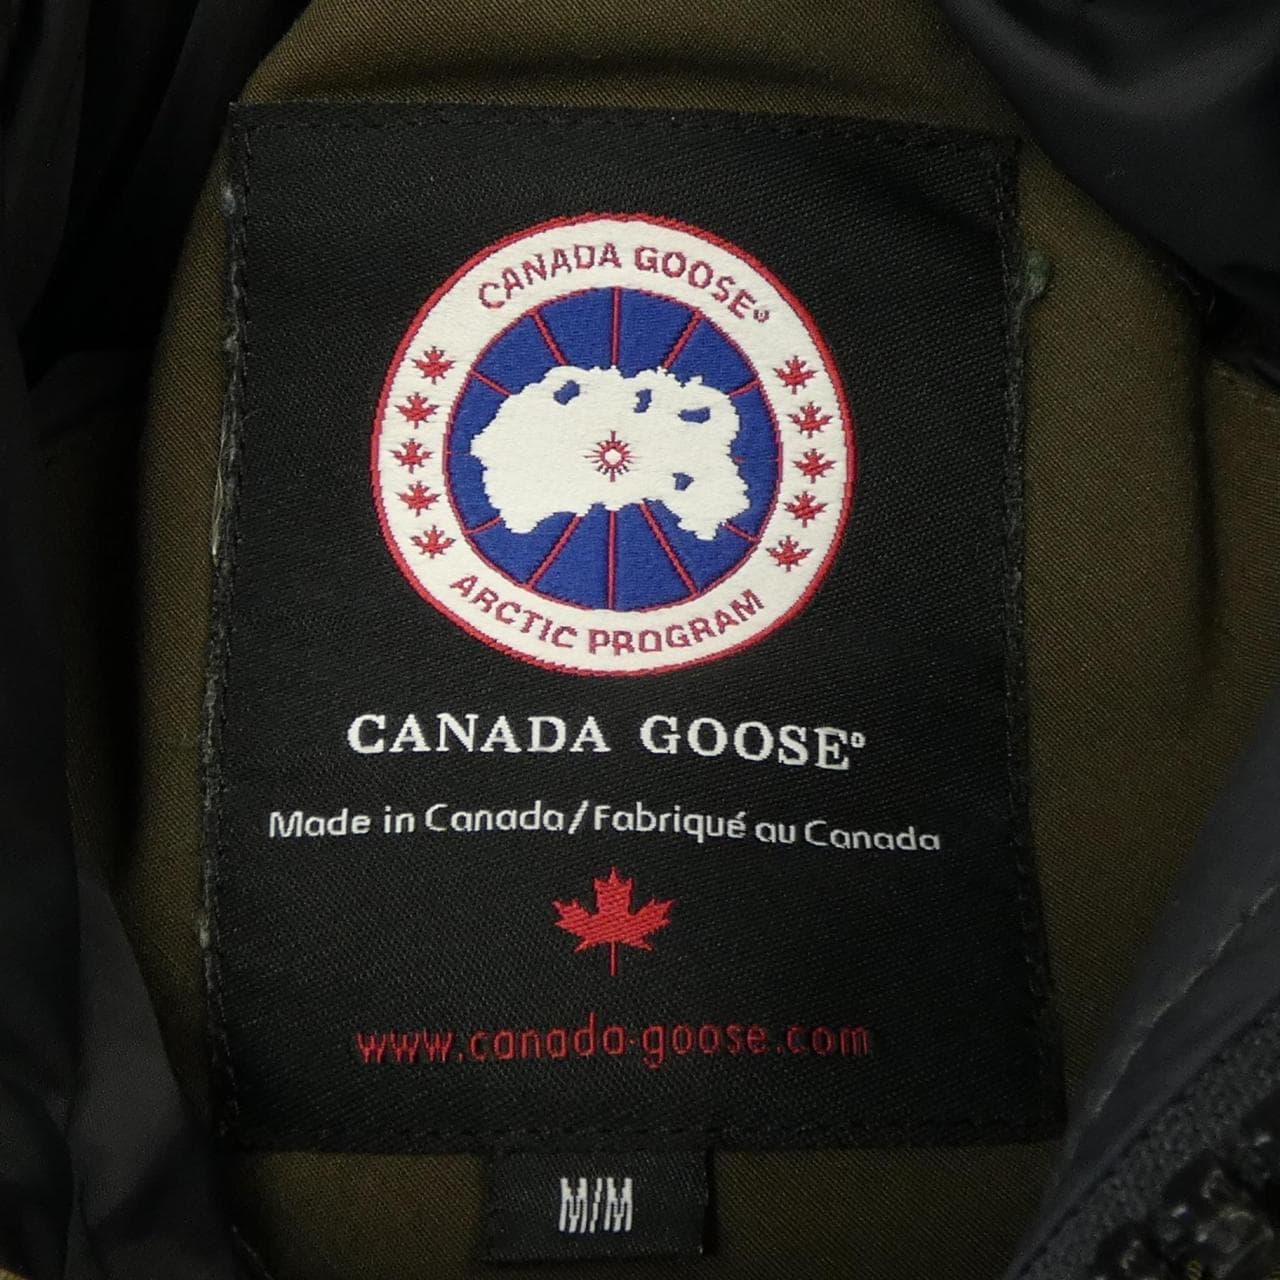 CANADA GOOSE®
ARCTIC PROGRAM
CANADA GOOSE®
Made in Canada/Fabriqué au Canada
www.canada-goose.com
M/M